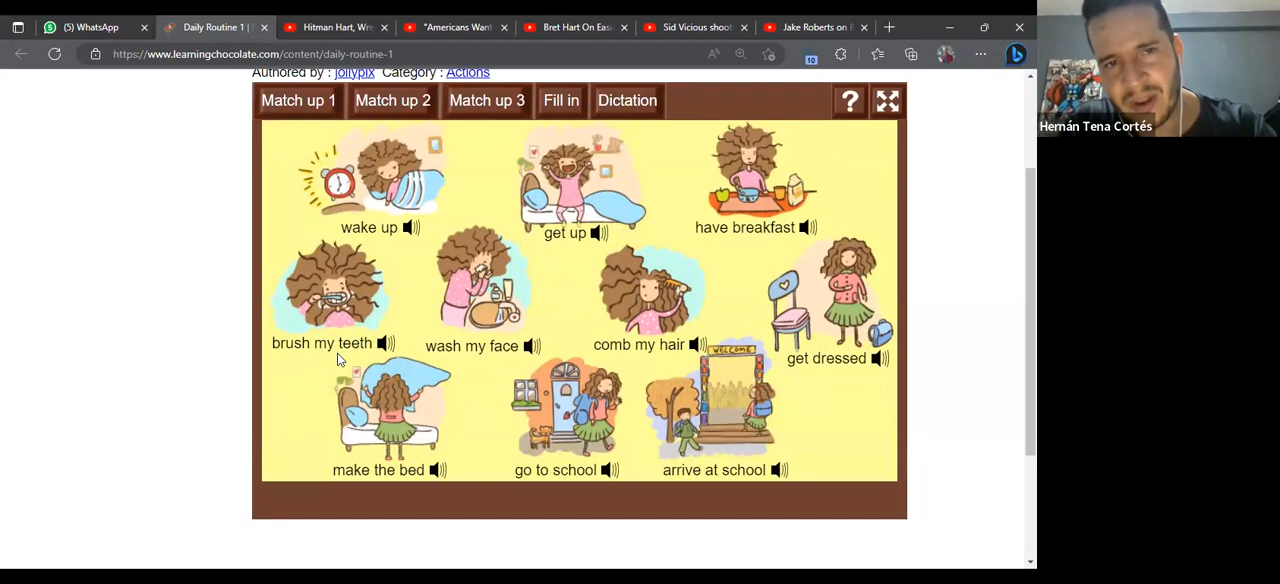 (5) WhatsApp
Daily Routine 1 |
Hitman Hart, Wre
"Americans Want
Bret Hart On Easi
Sid Vicious shoot
Jake Roberts on B
https://www.learningchocolate.com/content/daily-routine-1
10
Authored by : jollypix Category : Actions
Match up 1
Match up 2
Match up 3
Fill in
Dictation
?
Hernán Tena Cortés
wake up
get up
have breakfast
brush my teeth
wash my face
comb my hair
get dressed
WELCOME
make the bed
go to school
arrive at school